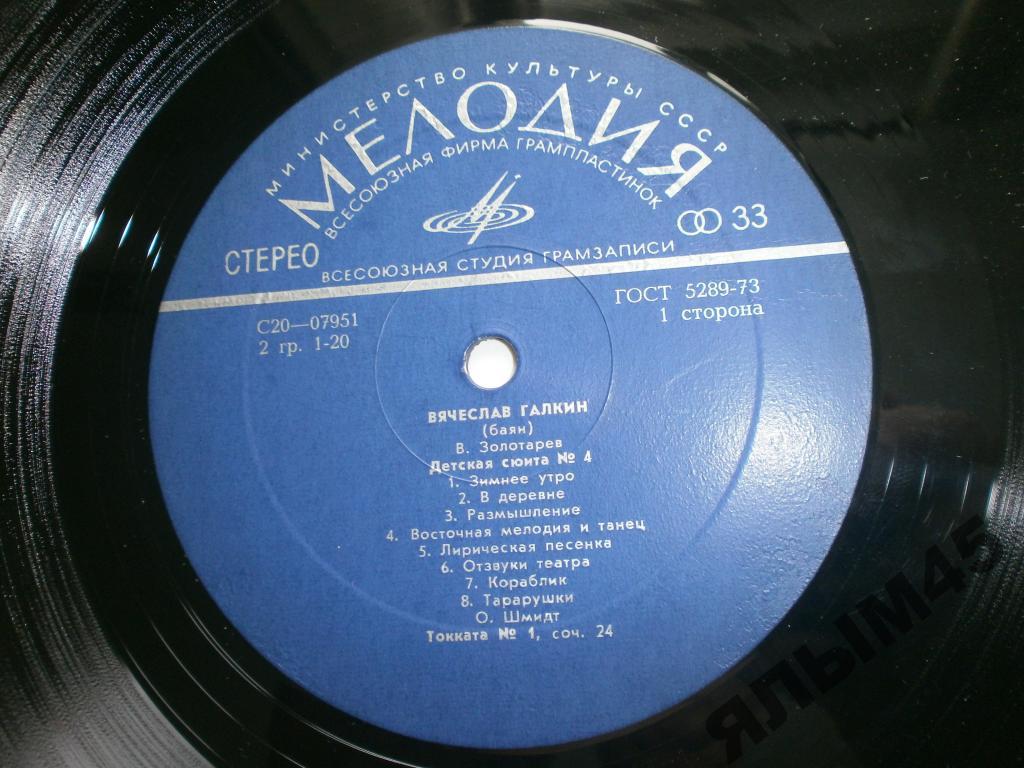 МИНИСТЕРСТВО КУЛЬТУРЫ СССР
МЕЛОДИЯ
ВСЕСОЮЗНАЯ ФИРМА ГРАМПЛАСТИНОК
СТЕРЕО
33
ВСЕСОЮЗНАЯ СТУДИЯ ГРАМЗАПИСИ
С20—07951
2 гр. 1-20
ГОСТ 5289-73
1 сторона
ВЯЧЕСЛАВ ГАЛКИН
(баян)
В. Золотарев
Детская сюита № 4
1. Зимнее утро
2. В деревне
3. Размышление
4. Восточная мелодия и танец
5. Лирическая песенка
6. Отзвуки театра
7. Кораблик
8. Тарарушки
О. Шмидт
Токката № 1, соч. 24
ЯЛЫМ45